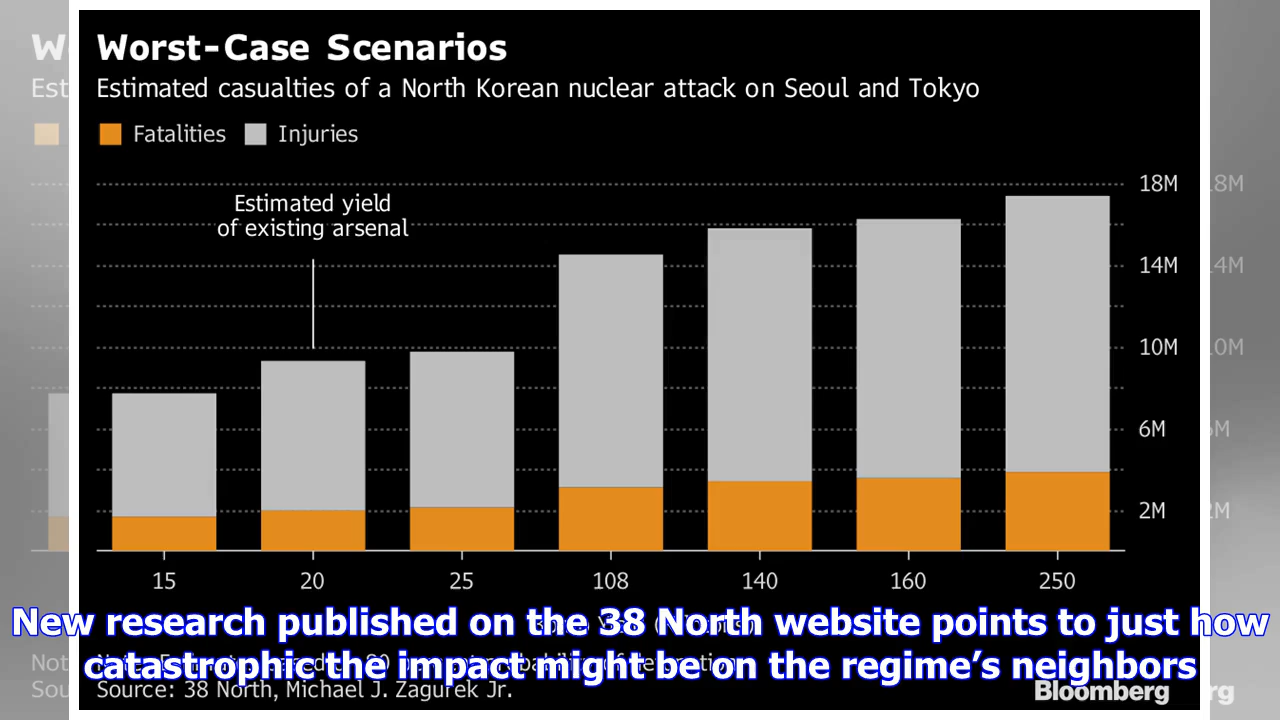 Worst-Case Scenarios
Estimated casualties of a North Korean nuclear attack on Seoul and Tokyo
Fatalities Injuries
Estimated yield
of existing arsenal
18M
14M
10M
6M
2M
15 20 25 108 140 160 250
New research published on the 38 North website points to just how
catastrophic the impact might be on the regime’s neighbors
Source: 38 North, Michael J. Zagurek Jr.
Bloomberg